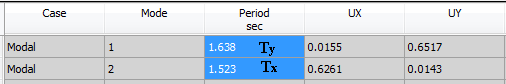 Case Mode Period sec UX UY
Modal 1 1.638 Ty 0.0155 0.6517
Modal 2 1.523 Tx 0.6261 0.0143